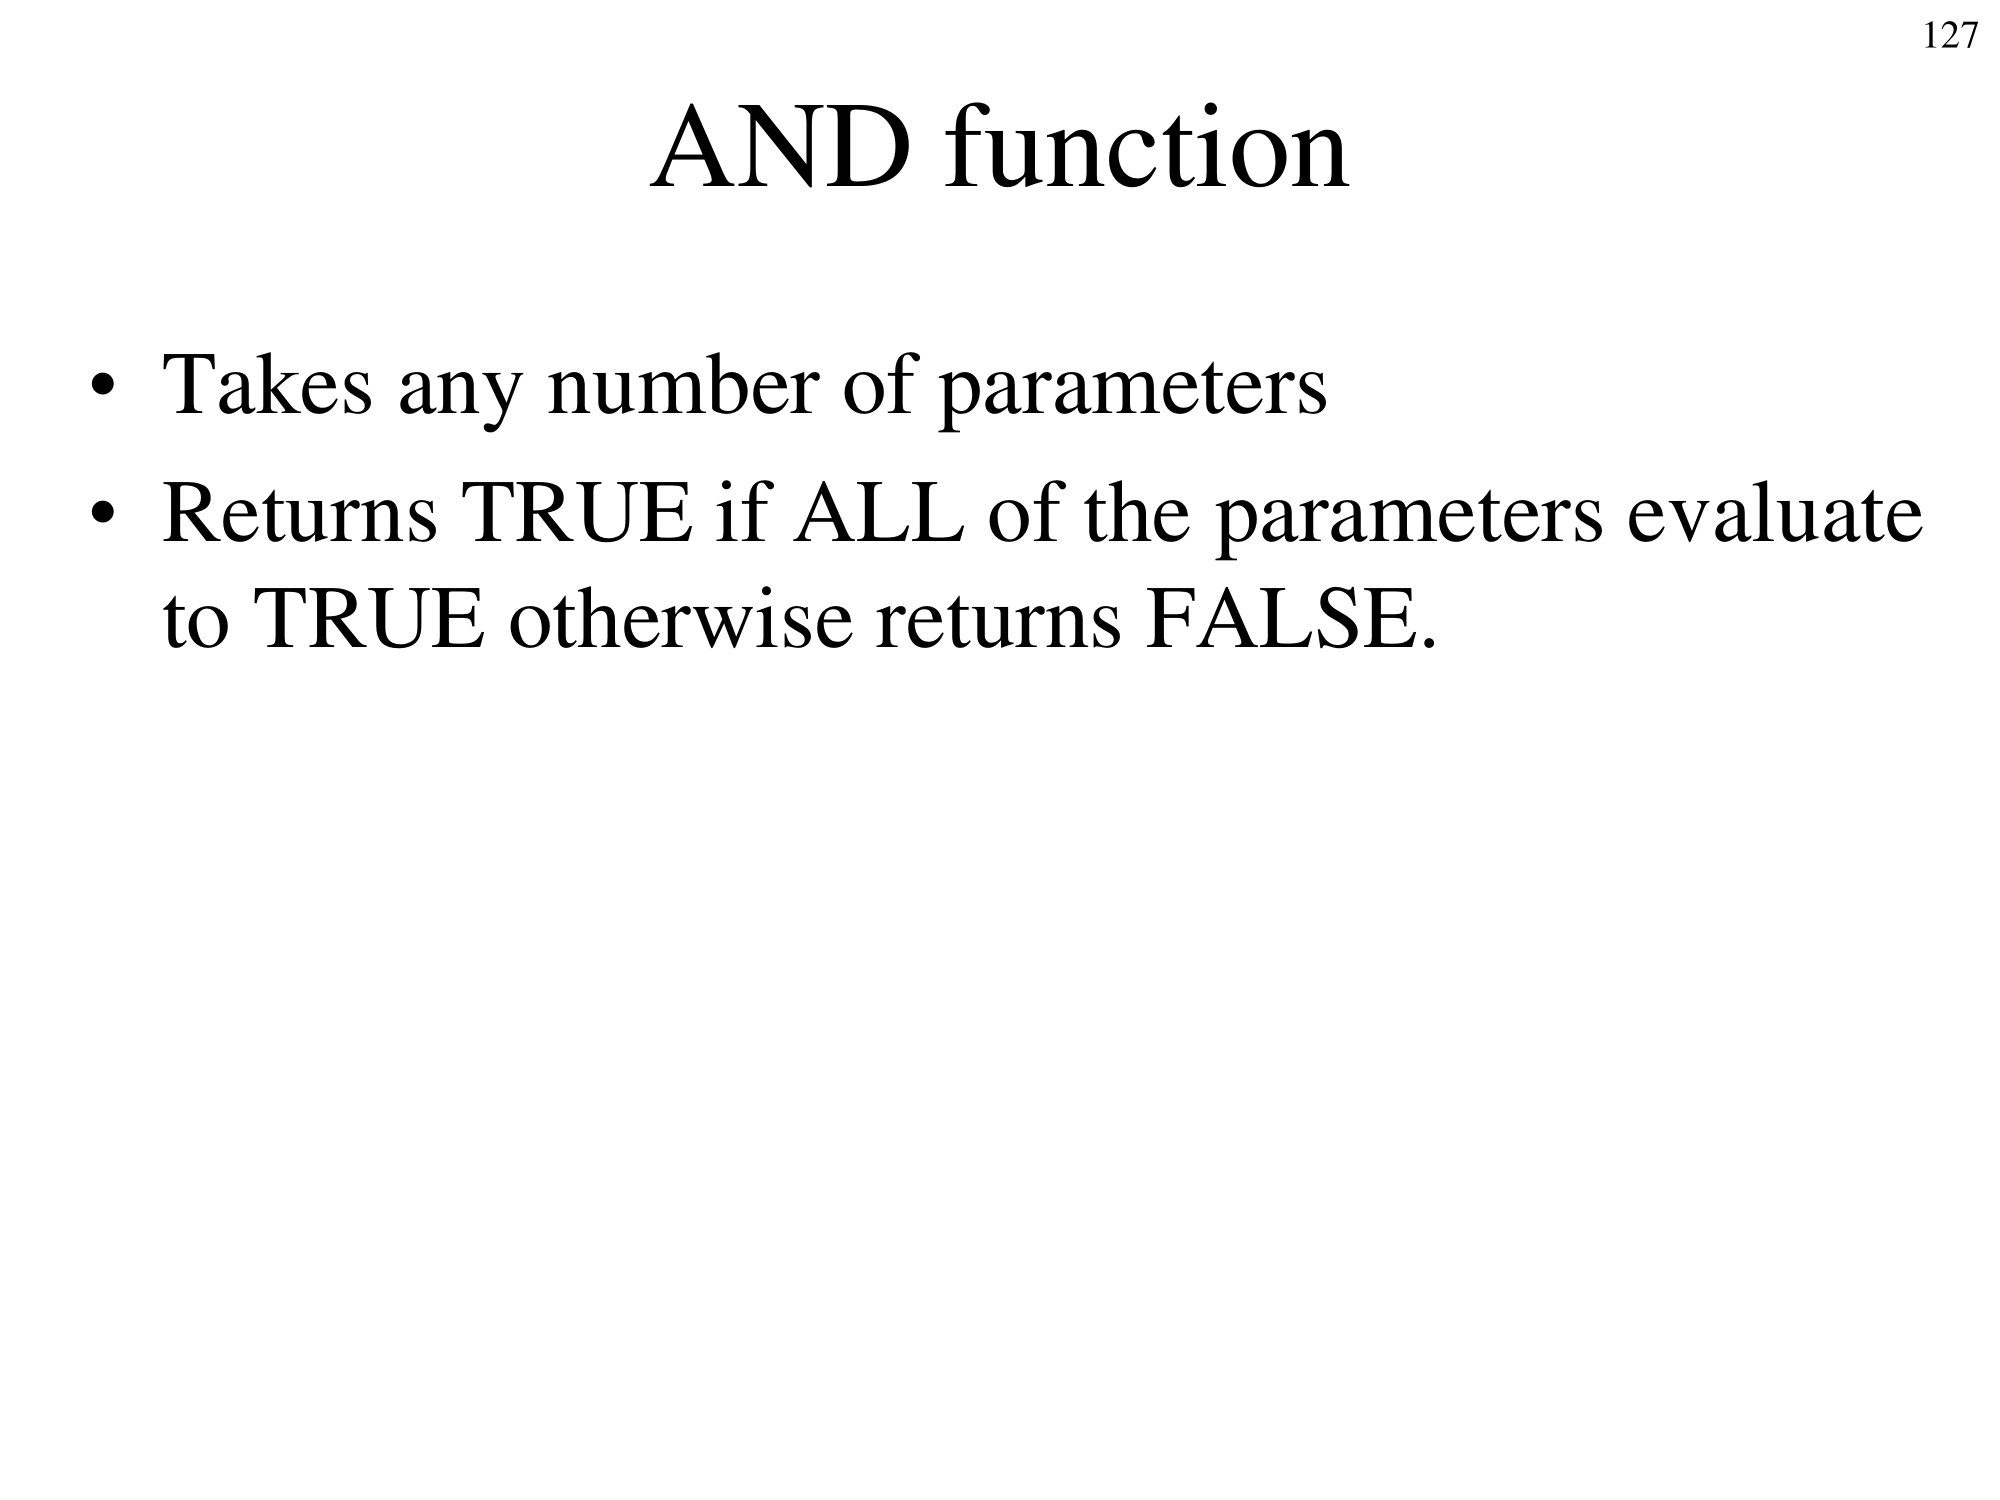 127
AND function
• Takes any number of parameters
• Returns TRUE if ALL of the parameters evaluate
to TRUE otherwise returns FALSE.